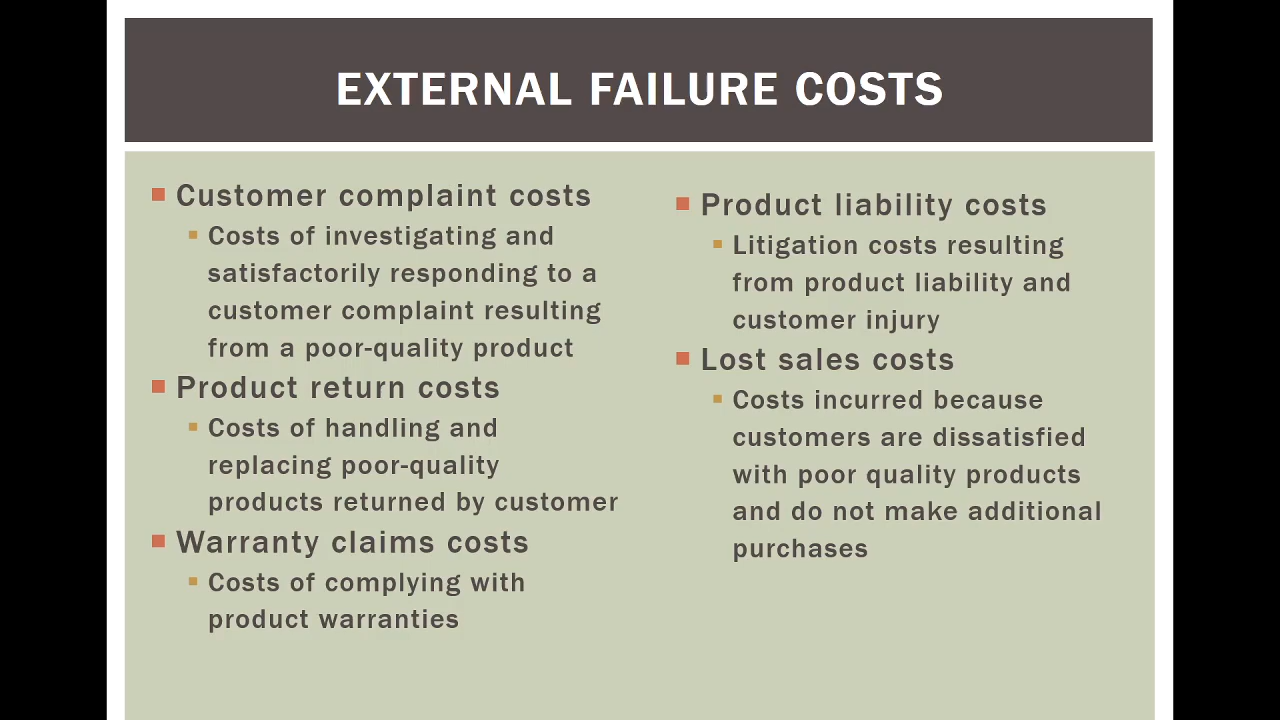 EXTERNAL FAILURE COSTS
Customer complaint costs
Costs of investigating and
satisfactorily responding to a
customer complaint resulting
from a poor-quality product
Product return costs
Costs of handling and
replacing poor-quality
products returned by customer
Warranty claims costs
Costs of complying with
product warranties
Product liability costs
Litigation costs resulting
from product liability and
customer injury
Lost sales costs
Costs incurred because
customers are dissatisfied
with poor quality products
and do not make additional
purchases